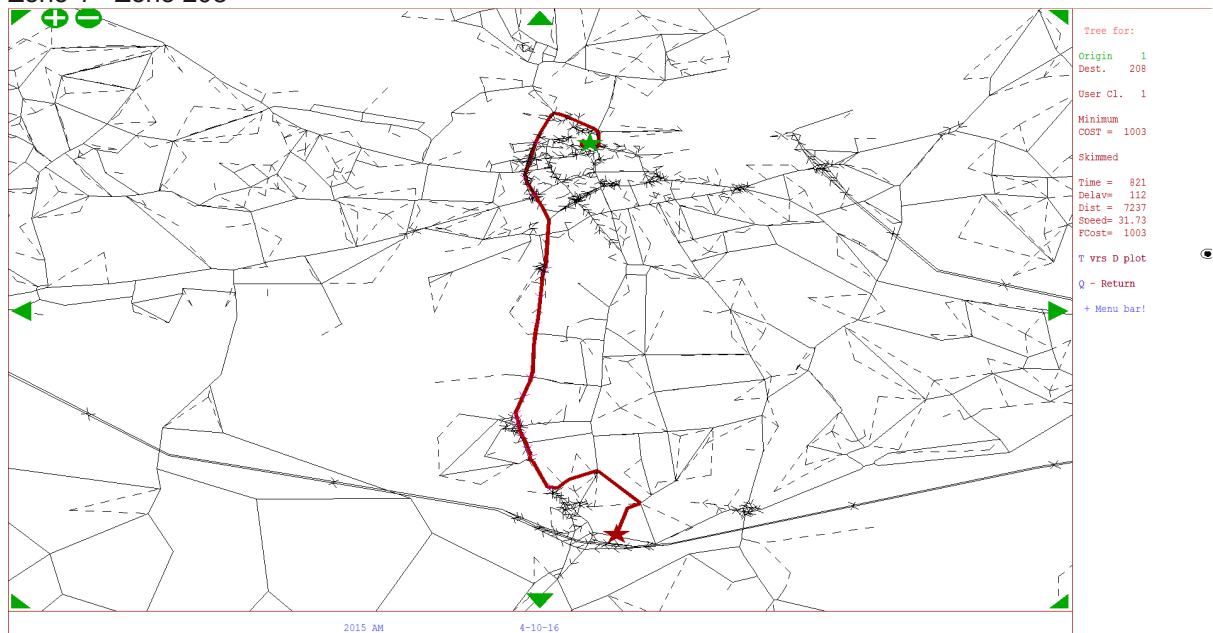 Tree for:
Origin 1
Dest. 208
User Cl. 1
Minimum
COST = 1003
Skimmed
Time = 821
Delay= 112
Dist = 7237
Speed= 31.73
FCost= 1003
T vrs D plot
Q - Return
+ Menu bar!
2015 AM 4-10-16